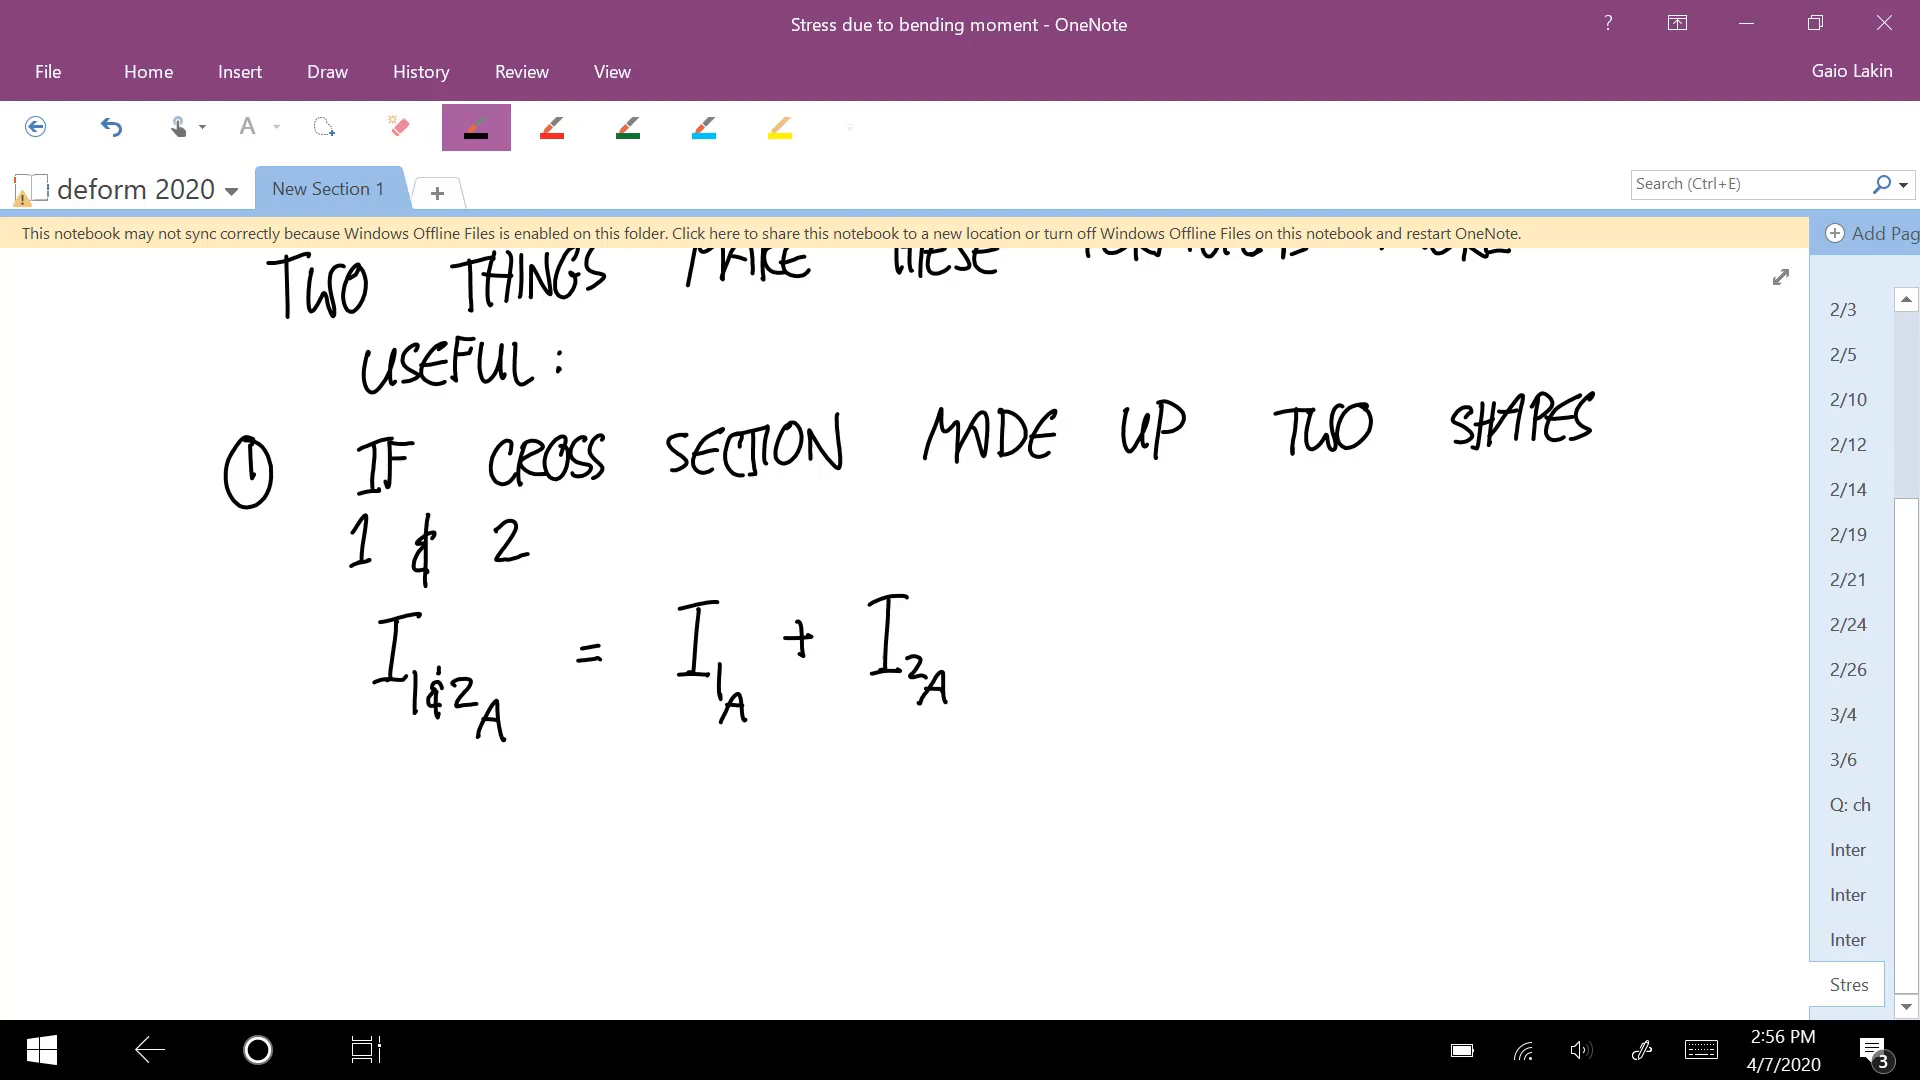 Stress due to bending moment - OneNote
?
File Home Insert Draw History Review View
Gaio Lakin
A
deform 2020
New Section 1
+
Search (Ctrl+E)
This notebook may not sync correctly because Windows Offline Files is enabled on this folder. Click here to share this notebook to a new location or turn off Windows Offline Files on this notebook and restart OneNote.
Add Pag
TWO THINGS MAKE THESE
USEFUL:
① IF CROSS SECTION MADE UP TWO SHAPES
1 & 2
I1&2A = I1A + I2A
2/3
2/5
2/10
2/12
2/14
2/19
2/21
2/24
2/26
3/4
3/6
Q: ch
Inter
Inter
Inter
Stres
2:56 PM
4/7/2020
3